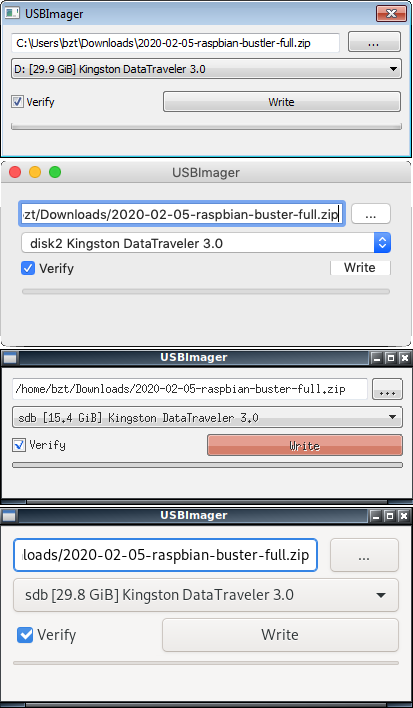 USBImager
C:\Users\bzt\Downloads\2020-02-05-raspbian-bustler-full.zip
...
D: [29.9 GiB] Kingston DataTraveler 3.0
Verify
Write
USBImager
bzt/Downloads/2020-02-05-raspbian-buster-full.zip
...
disk2 Kingston DataTraveler 3.0
Verify
Write
USBImager
/home/bzt/Downloads/2020-02-05-raspbian-buster-full.zip
...
sdb [15.4 GiB] Kingston DataTraveler 3.0
Verify
Write
USBImager
loads/2020-02-05-raspbian-buster-full.zip
...
sdb [29.8 GiB] Kingston DataTraveler 3.0
Verify
Write